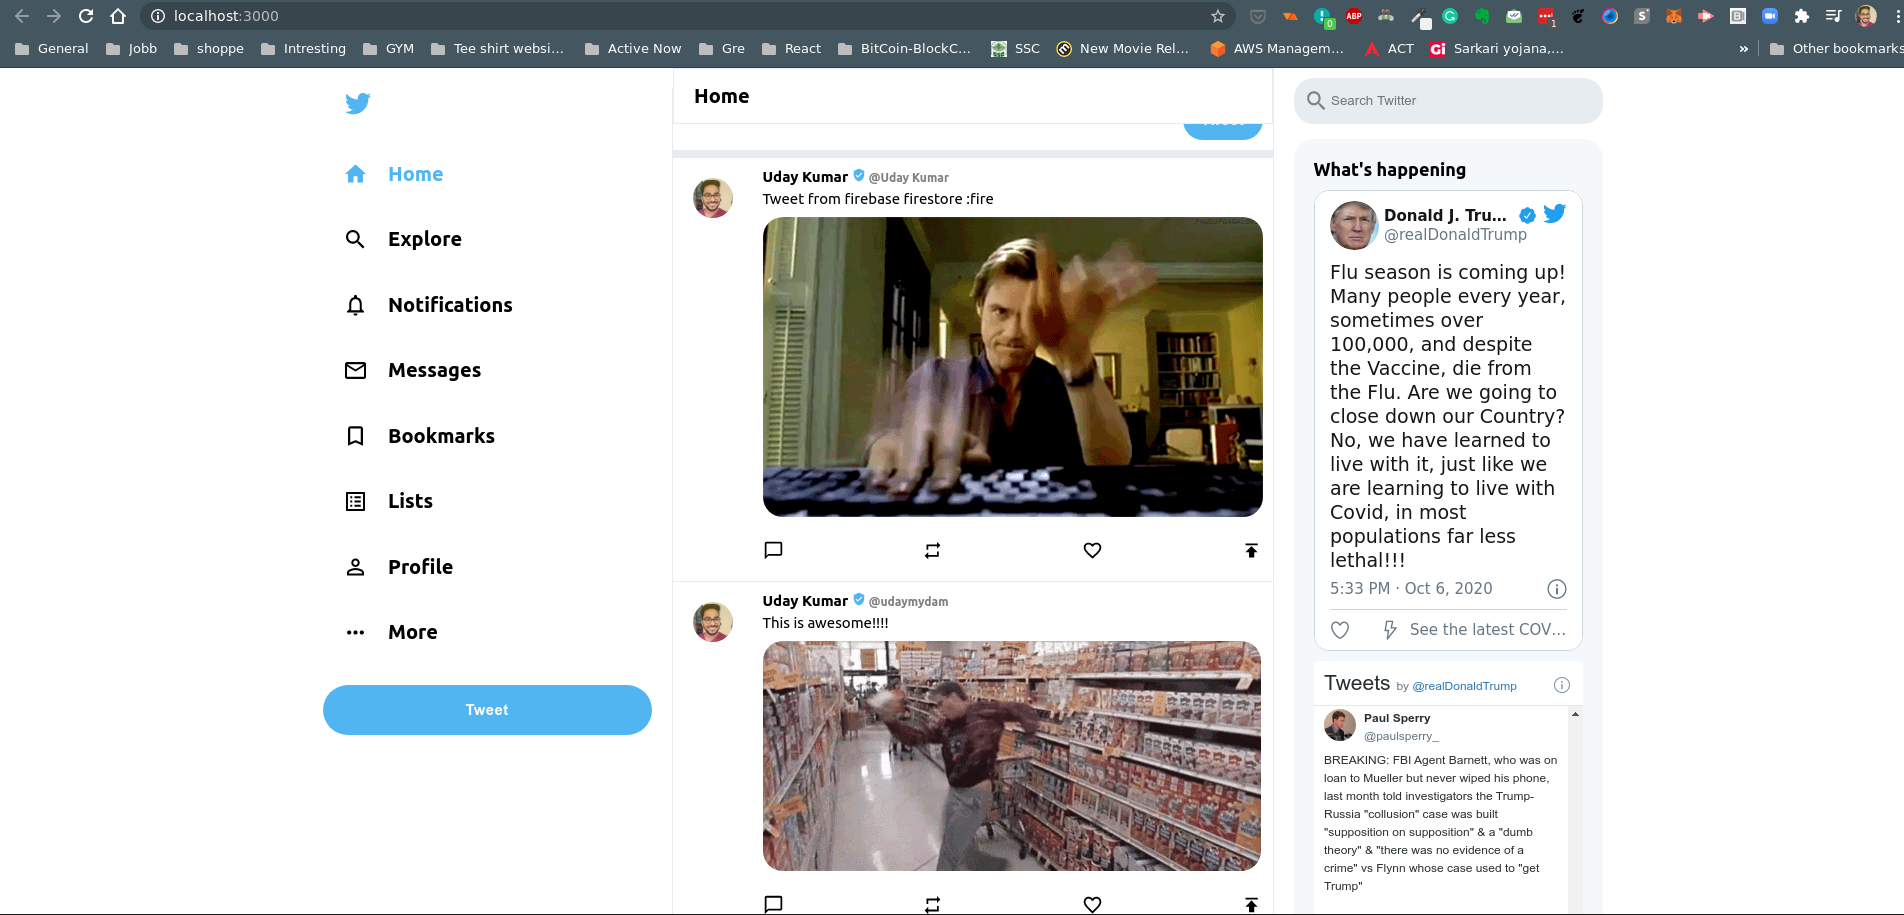 localhost:3000
General Jobb shoppe Intresting GYM Tee shirt websi... Active Now Gre React BitCoin-BlockC... SSC New Movie Rel... AWS Managem... ACT Sarkari yojana,... » Other bookmarks
Home
Explore
Notifications
Messages
Bookmarks
Lists
Profile
More
Tweet
Home
Uday Kumar @Uday Kumar
Tweet from firebase firestore :fire
Uday Kumar @udaymydam
This is awesome!!!!
Search Twitter
What's happening
Donald J. Tru...
@realDonaldTrump
Flu season is coming up!
Many people every year,
sometimes over
100,000, and despite
the Vaccine, die from
the Flu. Are we going to
close down our Country?
No, we have learned to
live with it, just like we
are learning to live with
Covid, in most
populations far less
lethal!!!
5:33 PM · Oct 6, 2020
See the latest COV...
Tweets by @realDonaldTrump
Paul Sperry
@paulsperry_
BREAKING: FBI Agent Barnett, who was on
loan to Mueller but never wiped his phone,
last month told investigators the Trump-
Russia "collusion" case was built
"supposition on supposition" & a "dumb
theory" & "there was no evidence of a
crime" vs Flynn whose case used to "get
Trump"